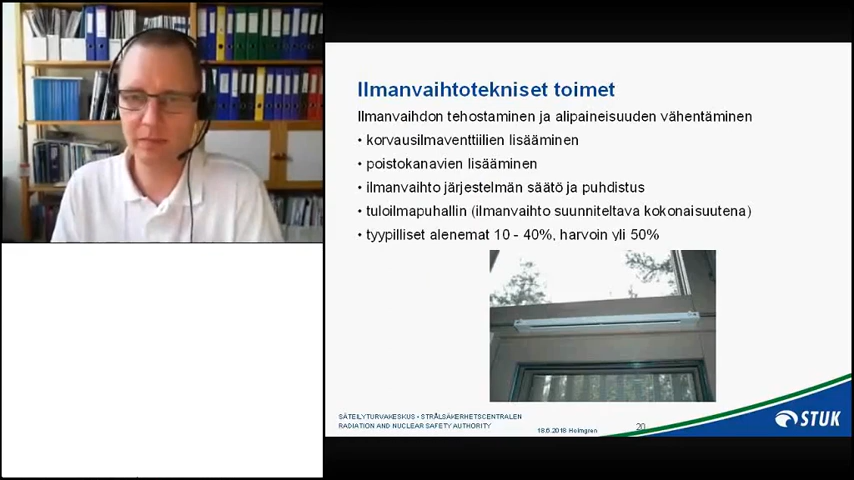 Ilmanvaihtotekniset toimet
Ilmanvaihdon tehostaminen ja alipaineisuuden vähentäminen
• korvausilmaventtiilien lisääminen
• poistokanavien lisääminen
• ilmanvaihto järjestelmän säätö ja puhdistus
• tuloilmapuhallin (ilmanvaihto suunniteltava kokonaisuutena)
• tyypilliset alenemat 10 - 40%, harvoin yli 50%
SÄTEILYTURVAKESKUS • STRÅLSÄKERHETSCENTRALEN
RADIATION AND NUCLEAR SAFETY AUTHORITY
18.6.2018 Holmgren
20
STUK